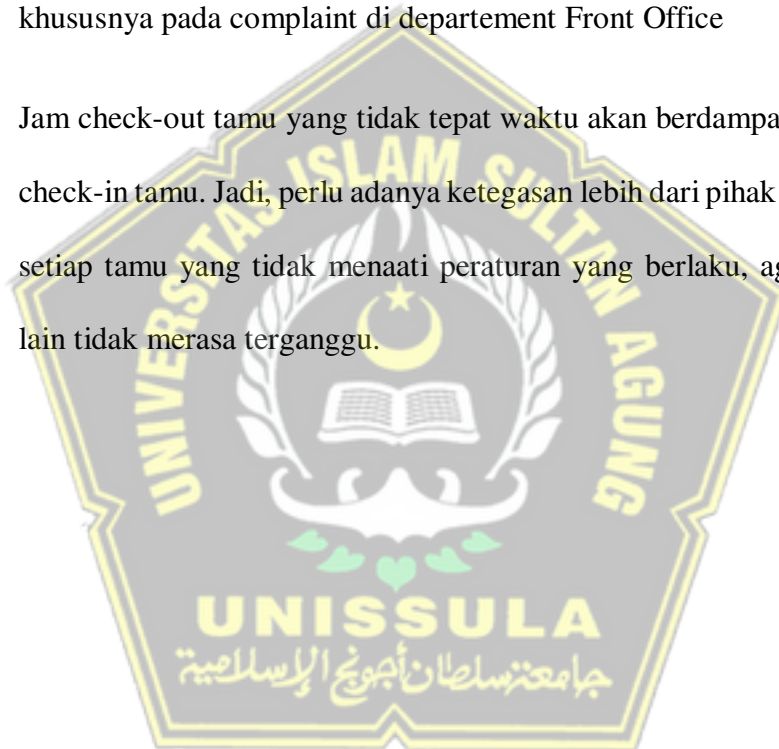 khususnya pada complaint di departement Front Office
Jam check-out tamu yang tidak tepat waktu akan berdampa
check-in tamu. Jadi, perlu adanya ketegasan lebih dari pihak
setiap tamu yang tidak menaati peraturan yang berlaku, ag
lain tidak merasa terganggu.
UNIVERSITAS ISLAM SULTAN AGUNG
UNISSULA
جامعة سلطان أجونج الإسلامية